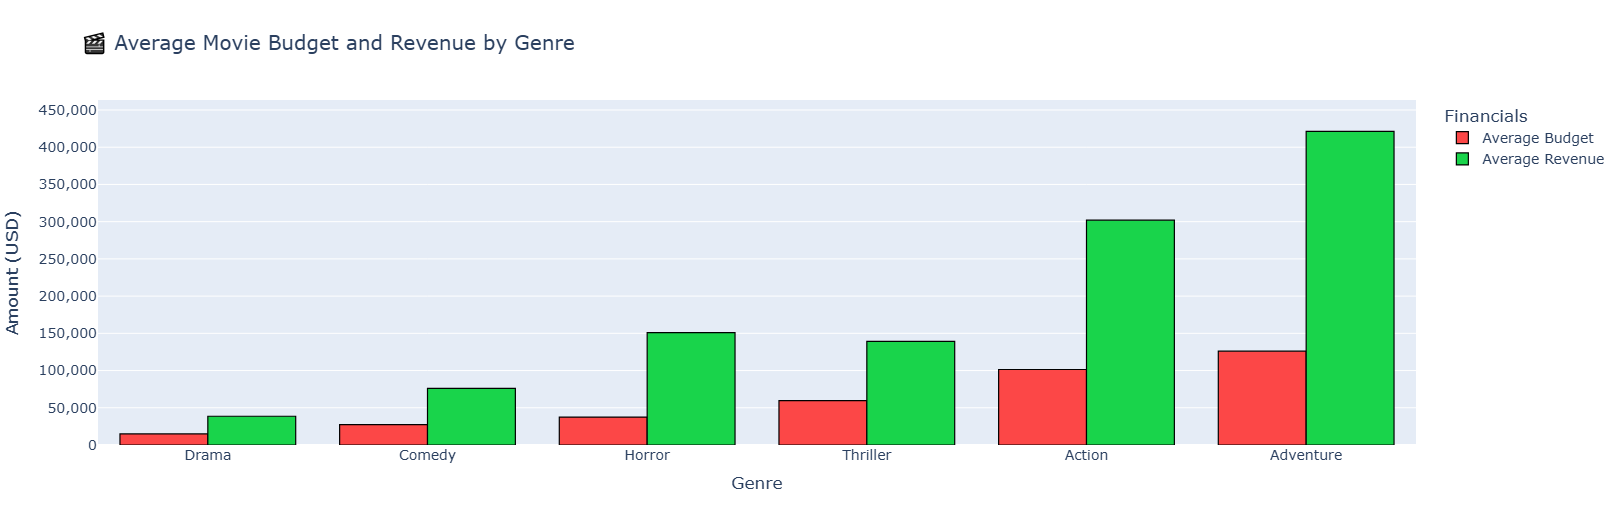 🎬 Average Movie Budget and Revenue by Genre
450,000
400,000
350,000
300,000
250,000
200,000
150,000
100,000
50,000
0
Amount (USD)
Drama
Comedy
Horror
Thriller
Action
Adventure
Genre
Financials
Average Budget
Average Revenue